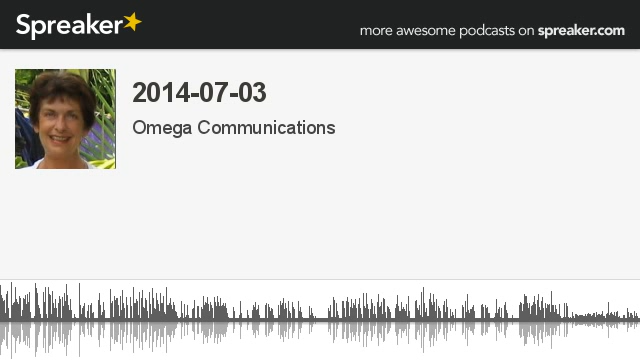 Spreaker
more awesome podcasts on spreaker.com
2014-07-03
Omega Communications